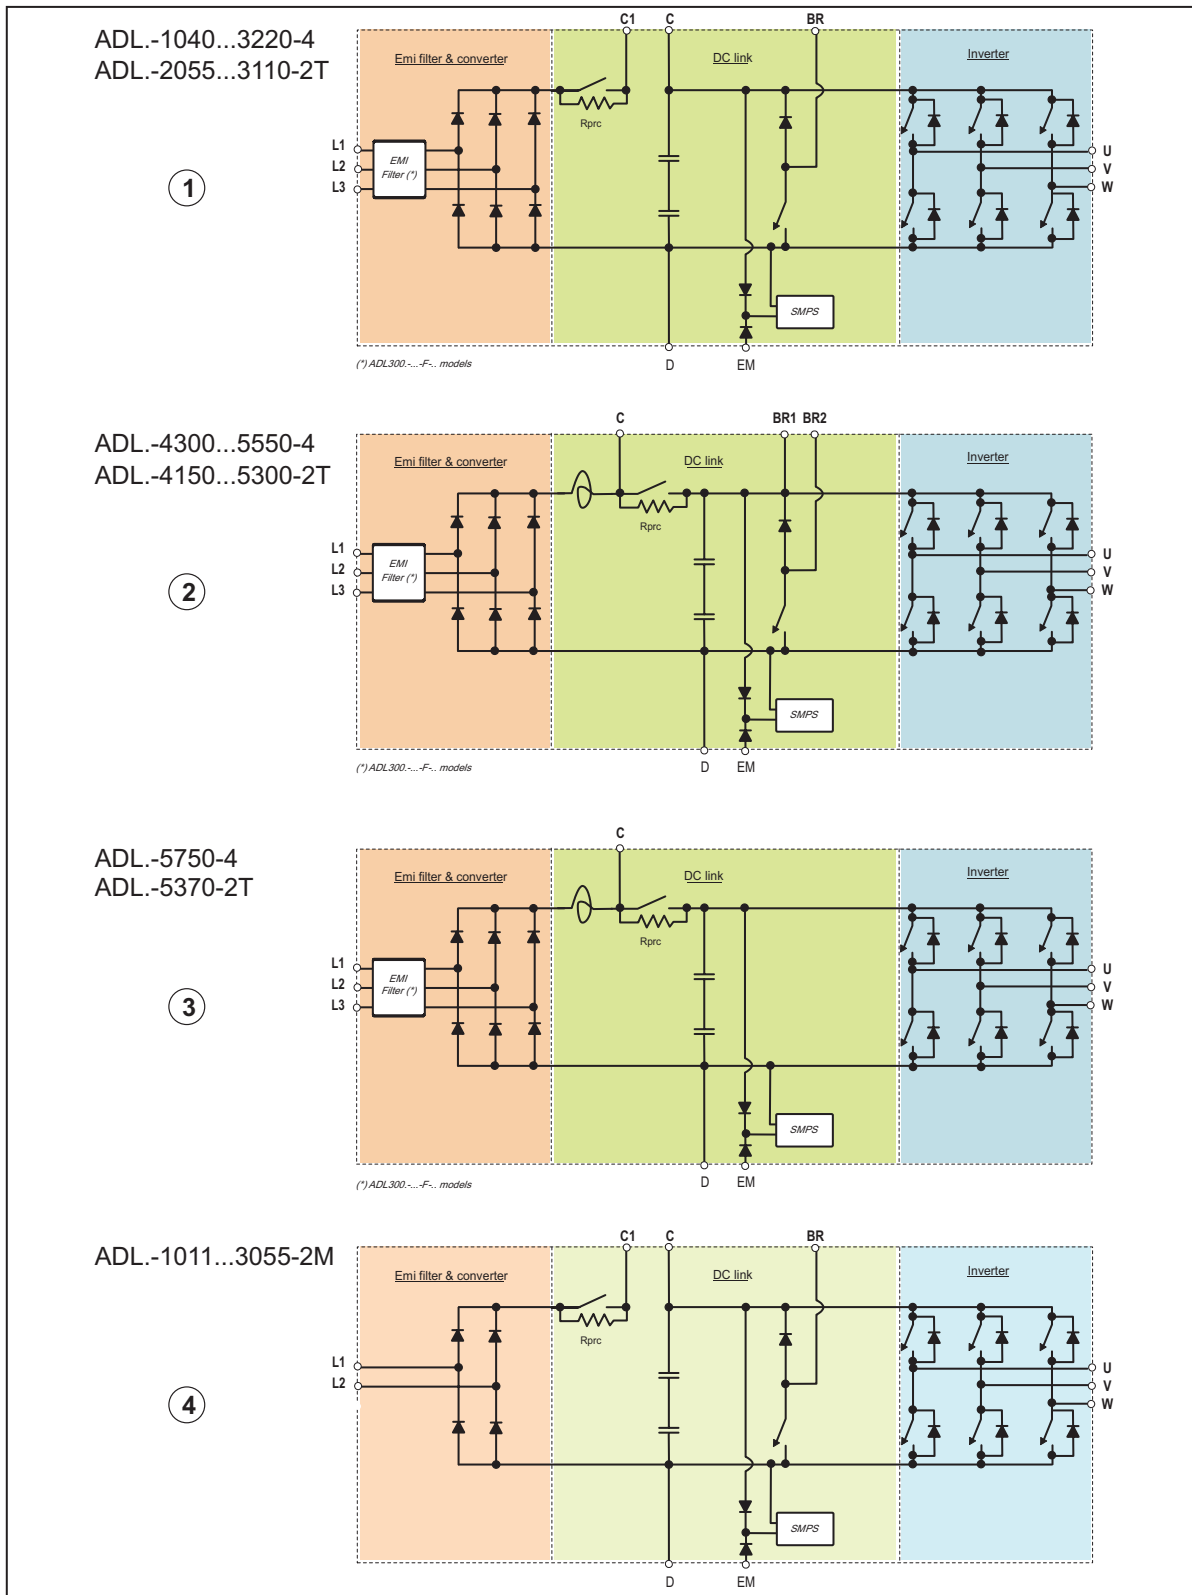 ADL.-1040...3220-4
ADL.-2055...3110-2T
1
C1 C BR
Emi filter & converter DC link Inverter
Rprc
L1
L2
L3
EMI
Filter (*)
U
V
W
SMPS
D EM
(*) ADL300.-...-F-.. models
ADL.-4300...5550-4
ADL.-4150...5300-2T
2
C BR1 BR2
Emi filter & converter DC link Inverter
Rprc
L1
L2
L3
EMI
Filter (*)
U
V
W
SMPS
D EM
(*) ADL300.-...-F-.. models
ADL.-5750-4
ADL.-5370-2T
3
C
Emi filter & converter DC link Inverter
Rprc
L1
L2
L3
EMI
Filter (*)
U
V
W
SMPS
D EM
(*) ADL300.-...-F-.. models
ADL.-1011...3055-2M
4
C1 C BR
Emi filter & converter DC link Inverter
Rprc
L1
L2
U
V
W
SMPS
D EM